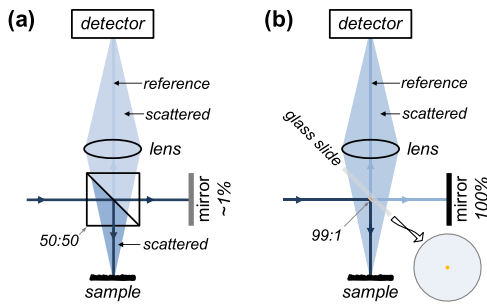 (a)
detector
reference
scattered
lens
mirror
~1%
50:50
scattered
sample
(b)
detector
reference
scattered
glass slide
lens
mirror
100%
99:1
sample